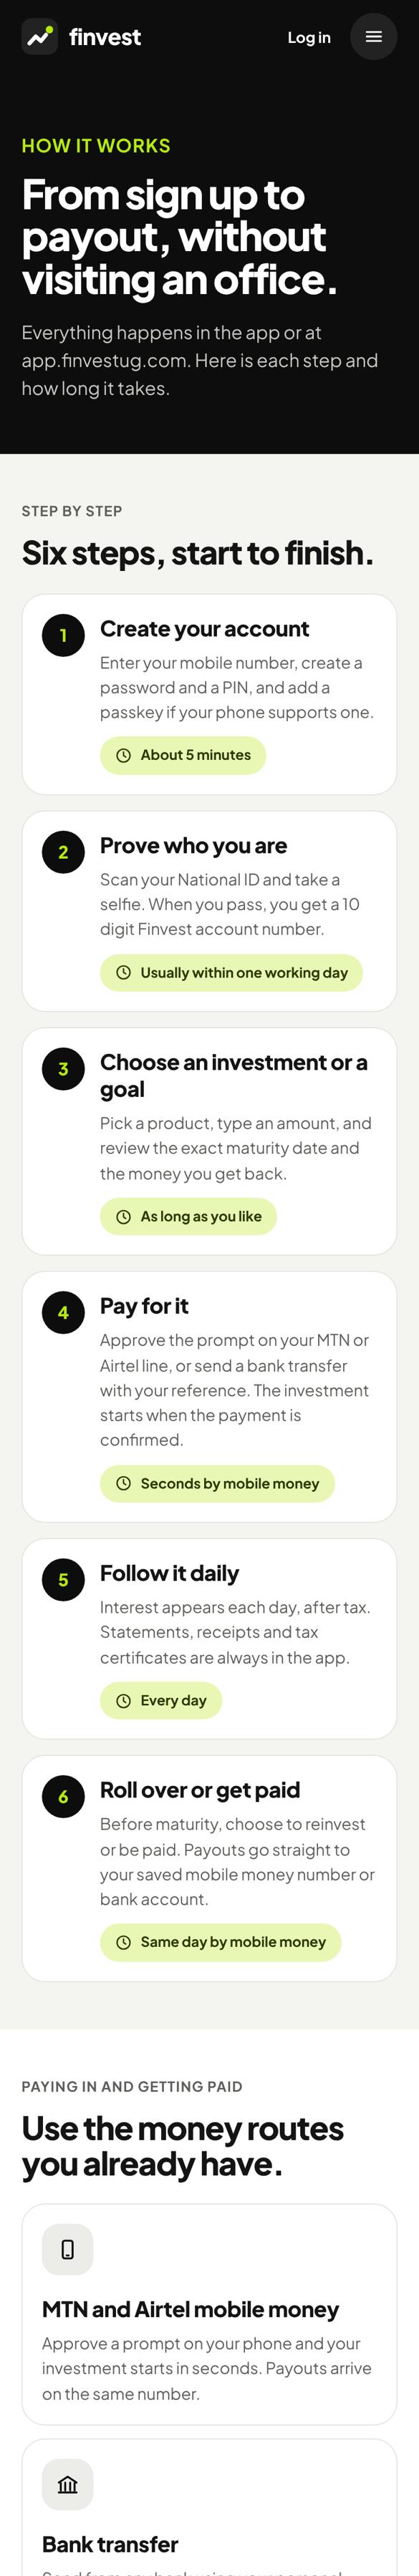 finvest
Log in
HOW IT WORKS
From sign up to
payout, without
visiting an office.
Everything happens in the app or at
app.finvestug.com. Here is each step and
how long it takes.
STEP BY STEP
Six steps, start to finish.
1
Create your account
Enter your mobile number, create a
password and a PIN, and add a
passkey if your phone supports one.
About 5 minutes
2
Prove who you are
Scan your National ID and take a
selfie. When you pass, you get a 10
digit Finvest account number.
Usually within one working day
3
Choose an investment or a
goal
Pick a product, type an amount, and
review the exact maturity date and
the money you get back.
As long as you like
4
Pay for it
Approve the prompt on your MTN or
Airtel line, or send a bank transfer
with your reference. The investment
starts when the payment is
confirmed.
Seconds by mobile money
5
Follow it daily
Interest appears each day, after tax.
Statements, receipts and tax
certificates are always in the app.
Every day
6
Roll over or get paid
Before maturity, choose to reinvest
or be paid. Payouts go straight to
your saved mobile money number or
bank account.
Same day by mobile money
PAYING IN AND GETTING PAID
Use the money routes
you already have.
MTN and Airtel mobile money
Approve a prompt on your phone and your
investment starts in seconds. Payouts arrive
on the same number.
Bank transfer